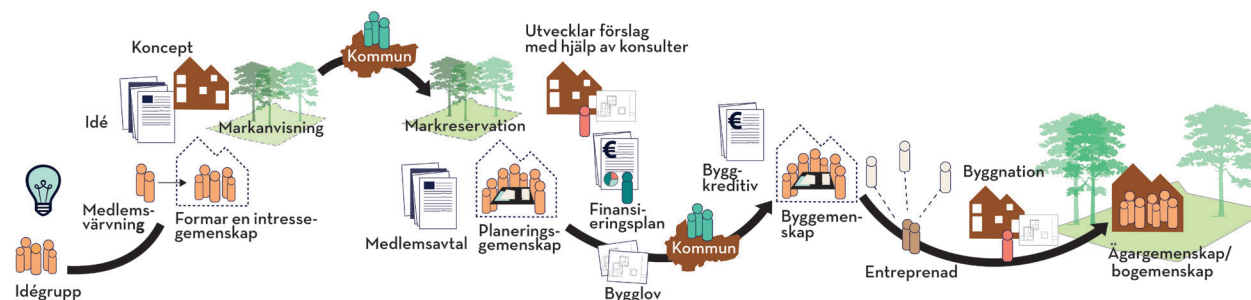 Koncept
Idé
Markanvisning
Medlems-
värvning
Formar en intresse-
gemenskap
Idégrupp
Kommun
Utvecklar förslag
med hjälp av konsulter
Markreservation
Medlemsavtal
Planerings-
gemenskap
€
Finansi-
eringsplan
Bygglov
Kommun
€
Bygg-
kreditiv
Byggemen-
skap
Entreprenad
Byggnation
Ägargemenskap/
bogemenskap